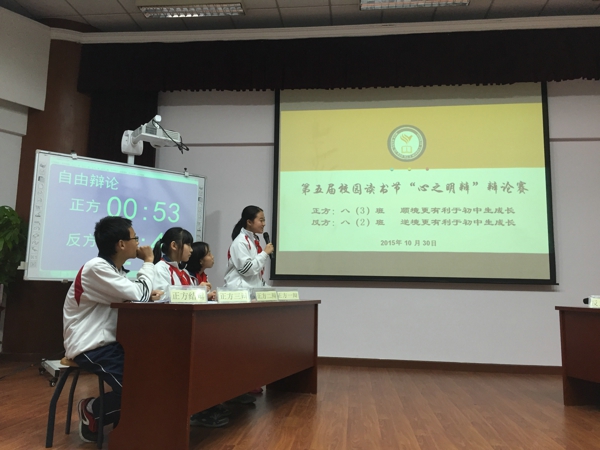 自由辩论
正方 00:53
反方
第五届校园读书节“心之明辩”辩论赛
正方：八（3）班 顺境更有利于初中生成长
反方：八（2）班 逆境更有利于初中生成长
2015年10月30日